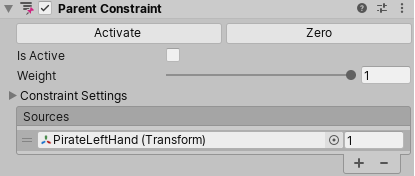 Parent Constraint
Activate Zero
Is Active
Weight 1
Constraint Settings
Sources
PirateLeftHand (Transform) 1